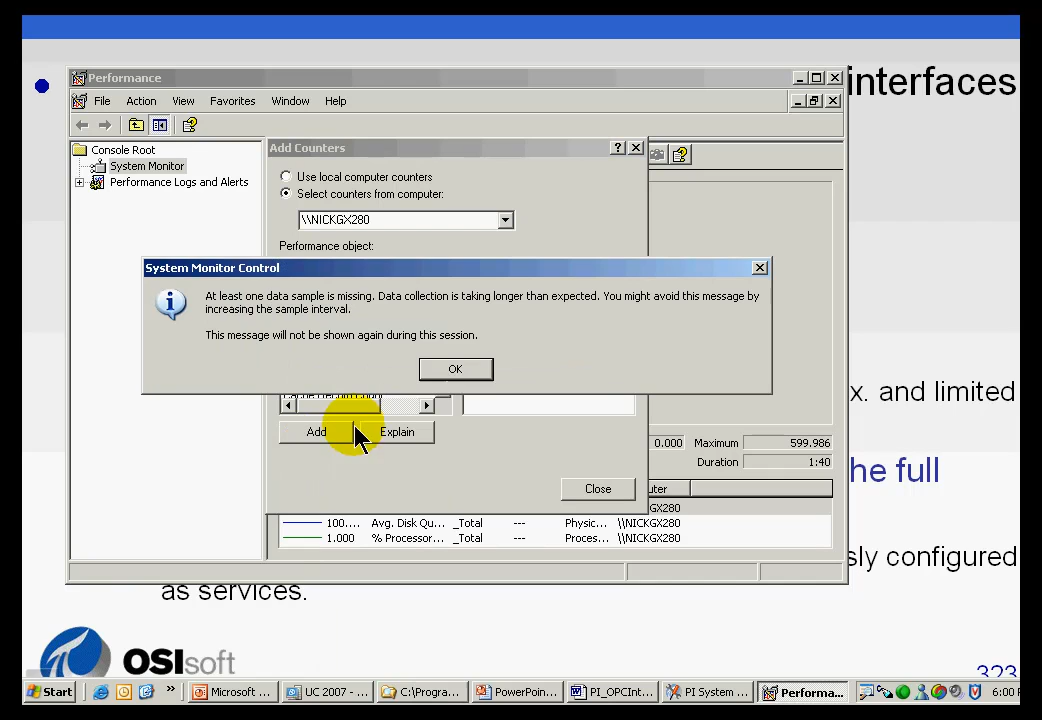 Performance
interfaces
File Action View Favorites Window Help
Console Root
System Monitor
Performance Logs and Alerts
Add Counters
Use local computer counters
Select counters from computer:
\\NICKGX280
Performance object:
System Monitor Control
At least one data sample is missing. Data collection is taking longer than expected. You might avoid this message by
increasing the sample interval.
This message will not be shown again during this session.
OK
x. and limited
Add Explain
0.000 Maximum 599.986
Duration 1:40
he full
Close
uter
GX280
100.... Avg. Disk Qu... _Total --- Physic... \\NICKGX280
1.000 % Processor... _Total --- Proces... \\NICKGX280
sly configured
as services.
OSIsoft
323
Start
Microsoft ...
UC 2007 - ...
C:\Progra...
PowerPoin...
PI_OPCInt...
PI System ...
Performa...
6:00